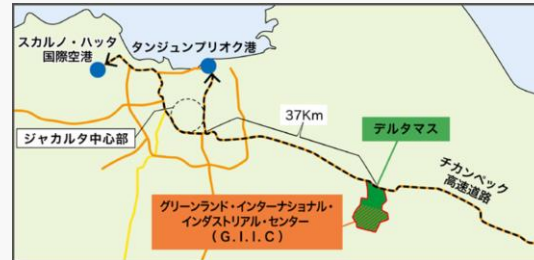 スカルノ・ハッタ
国際空港
タンジュンプリオク港
ジャカルタ中心部
37Km
デルタマス
チカンペック
高速道路
グリーンランド・インターナショナル・
インダストリアル・センター
(G.I.I.C)